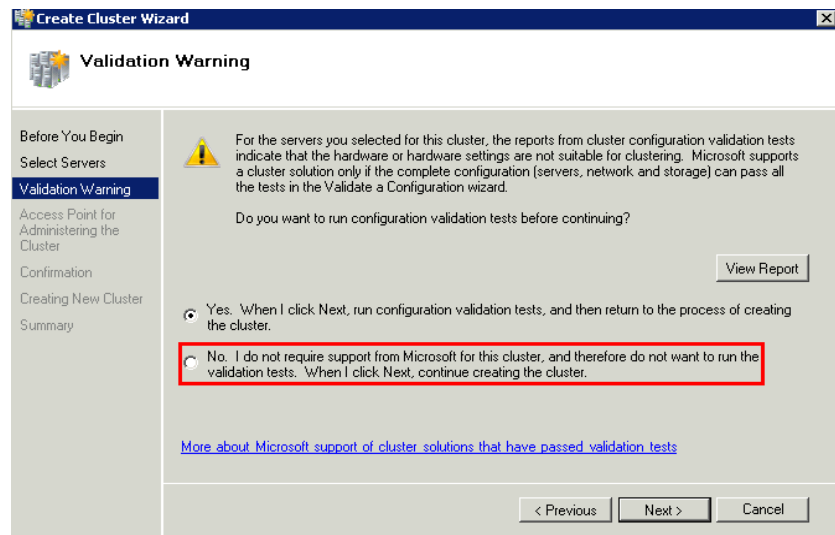 Create Cluster Wizard
Validation Warning
Before You Begin
Select Servers
Validation Warning
Access Point for
Administering the
Cluster
Confirmation
Creating New Cluster
Summary
For the servers you selected for this cluster, the reports from cluster configuration validation tests
indicate that the hardware or hardware settings are not suitable for clustering. Microsoft supports
a cluster solution only if the complete configuration (servers, network and storage) can pass all
the tests in the Validate a Configuration wizard.
Do you want to run configuration validation tests before continuing?
View Report
Yes. When I click Next, run configuration validation tests, and then return to the process of creating
the cluster.
No. I do not require support from Microsoft for this cluster, and therefore do not want to run the
validation tests. When I click Next, continue creating the cluster.
More about Microsoft support of cluster solutions that have passed validation tests
< Previous
Next >
Cancel